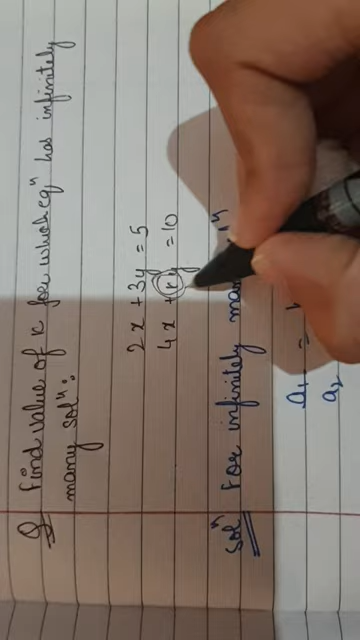 Q Find value of K for which eqⁿ has infinitely
many solⁿ:
2x + 3y = 5
4x + Ky = 10
Solⁿ For infinitely
a₁ =
a₂